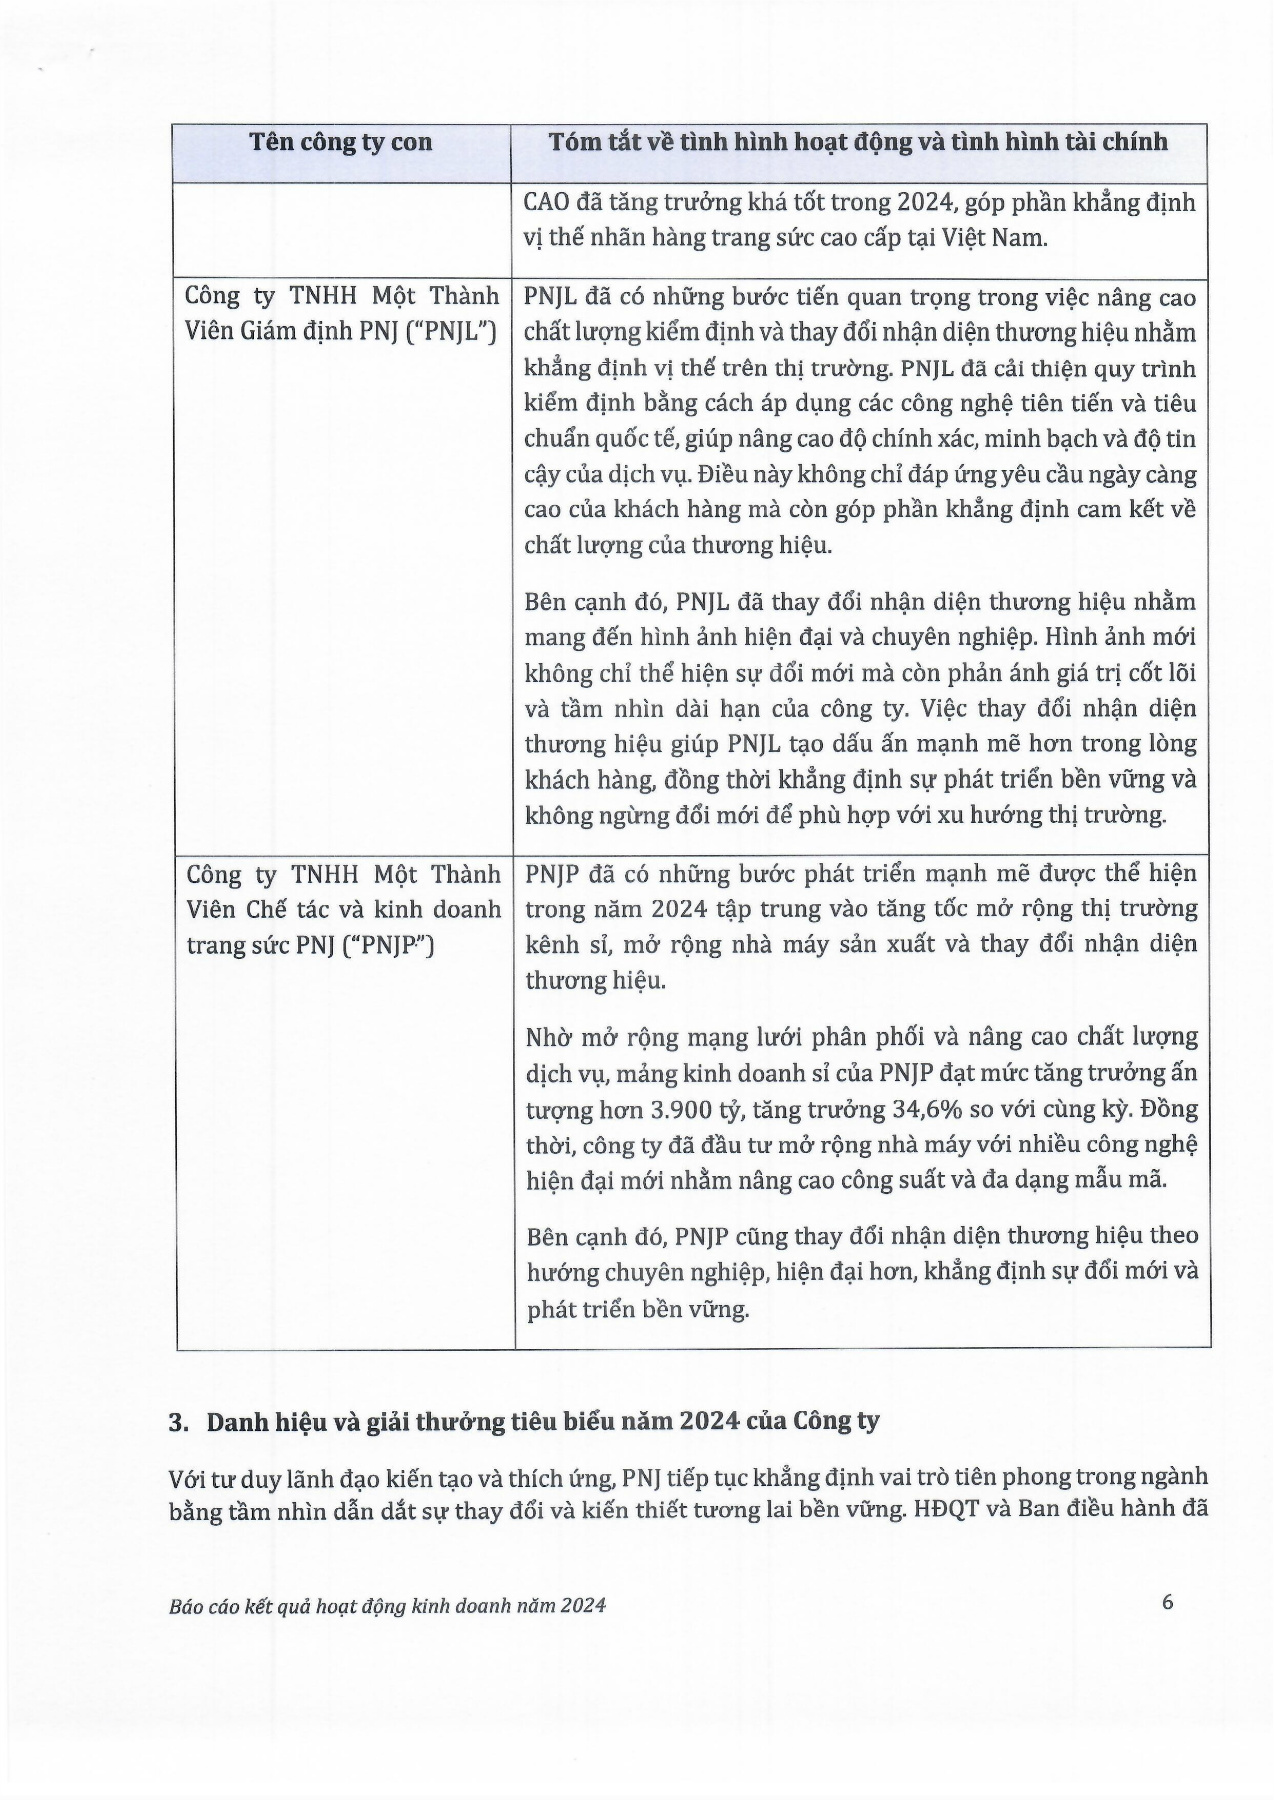 Tên công ty con
Tóm tắt về tình hình hoạt động và tình hình tài chính
CAO đã tăng trưởng khá tốt trong 2024, góp phần khẳng định
vị thế nhãn hàng trang sức cao cấp tại Việt Nam.
Công ty TNHH Một Thành
Viên Giám định PNJ (“PNJL”)
PNJL đã có những bước tiến quan trọng trong việc nâng cao
chất lượng kiểm định và thay đổi nhận diện thương hiệu nhằm
khẳng định vị thế trên thị trường. PNJL đã cải thiện quy trình
kiểm định bằng cách áp dụng các công nghệ tiên tiến và tiêu
chuẩn quốc tế, giúp nâng cao độ chính xác, minh bạch và độ tin
cậy của dịch vụ. Điều này không chỉ đáp ứng yêu cầu ngày càng
cao của khách hàng mà còn góp phần khẳng định cam kết về
chất lượng của thương hiệu.
Bên cạnh đó, PNJL đã thay đổi nhận diện thương hiệu nhằm
mang đến hình ảnh hiện đại và chuyên nghiệp. Hình ảnh mới
không chỉ thể hiện sự đổi mới mà còn phản ánh giá trị cốt lõi
và tầm nhìn dài hạn của công ty. Việc thay đổi nhận diện
thương hiệu giúp PNJL tạo dấu ấn mạnh mẽ hơn trong lòng
khách hàng, đồng thời khẳng định sự phát triển bền vững và
không ngừng đổi mới để phù hợp với xu hướng thị trường.
Công ty TNHH Một Thành
Viên Chế tác và kinh doanh
trang sức PNJ (“PNJP.”)
PNJP đã có những bước phát triển mạnh mẽ được thể hiện
trong năm 2024 tập trung vào tăng tốc mở rộng thị trường
kênh sỉ, mở rộng nhà máy sản xuất và thay đổi nhận diện
thương hiệu.
Nhờ mở rộng mạng lưới phân phối và nâng cao chất lượng
dịch vụ, mảng kinh doanh sỉ của PNJP đạt mức tăng trưởng ấn
tượng hơn 3.900 tỷ, tăng trưởng 34,6% so với cùng kỳ. Đồng
thời, công ty đã đầu tư mở rộng nhà máy với nhiều công nghệ
hiện đại mới nhằm nâng cao công suất và đa dạng mẫu mã.
Bên cạnh đó, PNJP cũng thay đổi nhận diện thương hiệu theo
hướng chuyên nghiệp, hiện đại hơn, khẳng định sự đổi mới và
phát triển bền vững.
3. Danh hiệu và giải thưởng tiêu biểu năm 2024 của Công ty
Với tư duy lãnh đạo kiến tạo và thích ứng, PNJ tiếp tục khẳng định vai trò tiên phong trong ngành
bằng tầm nhìn dẫn dắt sự thay đổi và kiến thiết tương lai bền vững. HĐQT và Ban điều hành đã
Báo cáo kết quả hoạt động kinh doanh năm 2024
6